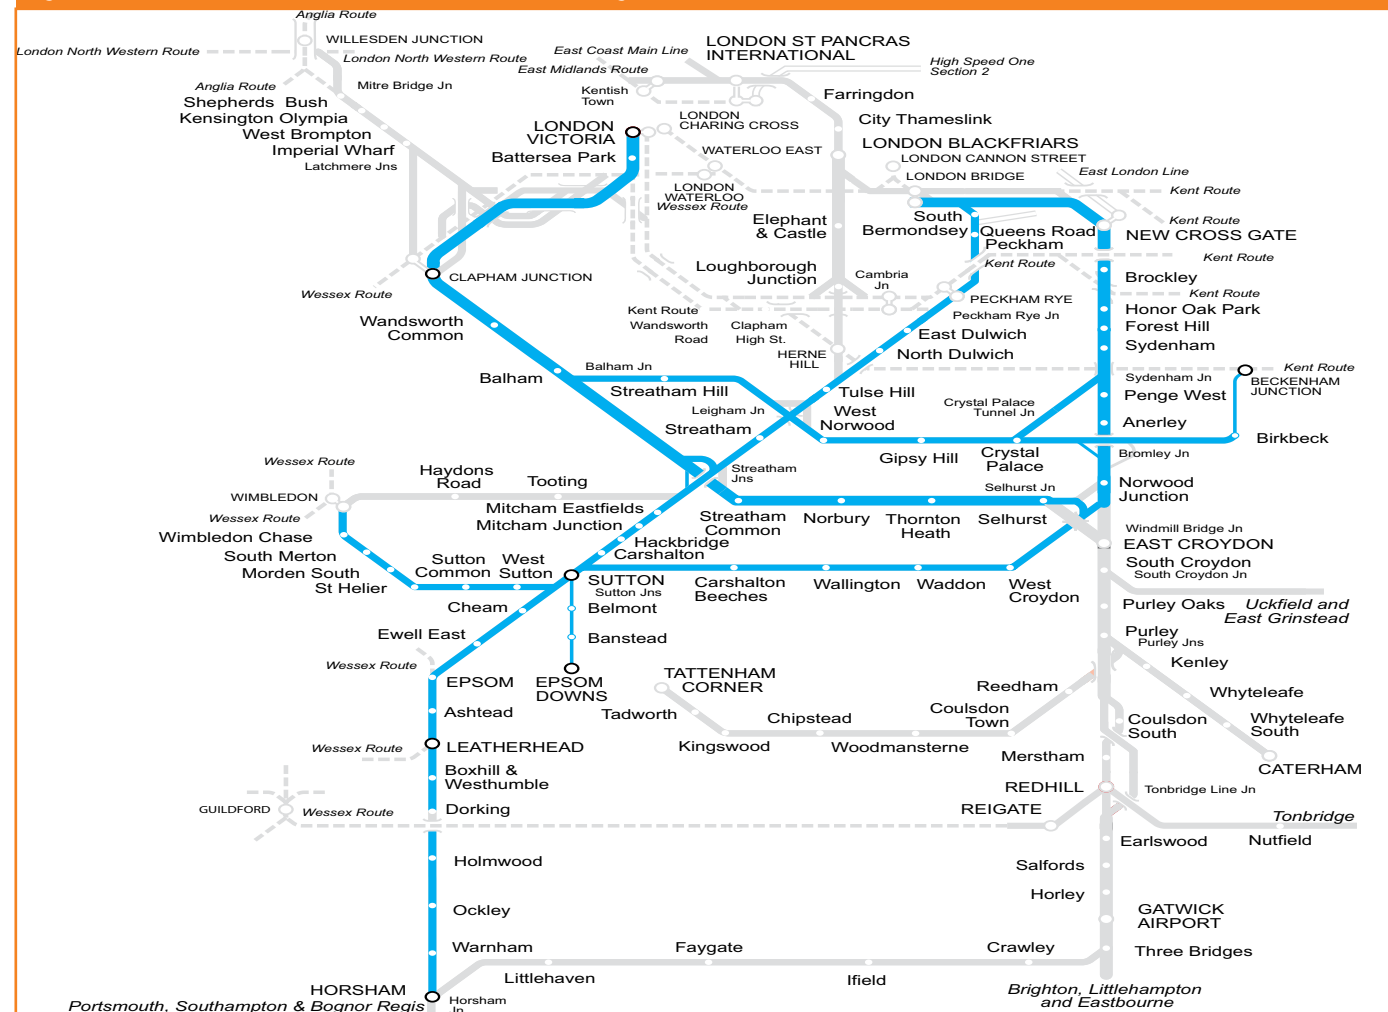 Anglia Route
London North Western Route
WILLESDEN JUNCTION
London North Western Route
Anglia Route
Mitre Bridge Jn
Shepherds Bush
Kensington Olympia
West Brompton
Imperial Wharf
Latchmere Jns
East Coast Main Line
East Midlands Route
Kentish
Town
LONDON ST PANCRAS
INTERNATIONAL
High Speed One
Section 2
Farringdon
City Thameslink
LONDON
VICTORIA
Battersea Park
LONDON
CHARING CROSS
WATERLOO EAST
LONDON
WATERLOO
Wessex Route
LONDON BLACKFRIARS
LONDON CANNON STREET
LONDON BRIDGE
East London Line
Kent Route
Kent Route
Elephant
& Castle
South
Bermondsey
Queens Road
Peckham
NEW CROSS GATE
Kent Route
Kent Route
Kent Route
CLAPHAM JUNCTION
Wessex Route
Loughborough
Junction
Cambria
Jn
PECKHAM RYE
Peckham Rye Jn
Brockley
Honor Oak Park
Forest Hill
Sydenham
Wandsworth
Common
Kent Route
Wandsworth
Road
Clapham
High St.
HERNE
HILL
East Dulwich
North Dulwich
Kent Route
BECKENHAM
JUNCTION
Balham
Balham Jn
Streatham Hill
Tulse Hill
Leigham Jn
West
Norwood
Streatham
Crystal Palace
Tunnel Jn
Sydenham Jn
Penge West
Anerley
Birkbeck
Gipsy Hill
Crystal
Palace
Bromley Jn
Wessex Route
Haydons
Road
Tooting
Streatham
Jns
WIMBLEDON
Wessex Route
Mitcham Eastfields
Mitcham Junction
Streatham
Common
Norbury
Thornton
Heath
Selhurst
Selhurst Jn
Norwood
Junction
Windmill Bridge Jn
EAST CROYDON
Wimbledon Chase
South Merton
Morden South
St Helier
Sutton
Common
West
Sutton
Hackbridge
Carshalton
SUTTON
Sutton Jns
Carshalton
Beeches
Wallington
Waddon
West
Croydon
South Croydon
South Croydon Jn
Cheam
Belmont
Purley Oaks
Uckfield and
East Grinstead
Ewell East
Banstead
Purley
Purley Jns
Kenley
Wessex Route
EPSOM
EPSOM
DOWNS
TATTENHAM
CORNER
Reedham
Whyteleafe
Ashtead
Tadworth
Chipstead
Coulsdon
Town
Coulsdon
South
Whyteleafe
South
Wessex Route
LEATHERHEAD
Kingswood
Woodmansterne
Merstham
CATERHAM
Boxhill &
Westhumble
REDHILL
Tonbridge Line Jn
GUILDFORD
Wessex Route
Dorking
REIGATE
Tonbridge
Earlswood
Nutfield
Holmwood
Salfords
Horley
Ockley
GATWICK
AIRPORT
Warnham
Faygate
Crawley
Three Bridges
Littlehaven
Ifield
HORSHAM
Brighton, Littlehampton
and Eastbourne
Portsmouth, Southampton & Bognor Regis
Horsham
Jn